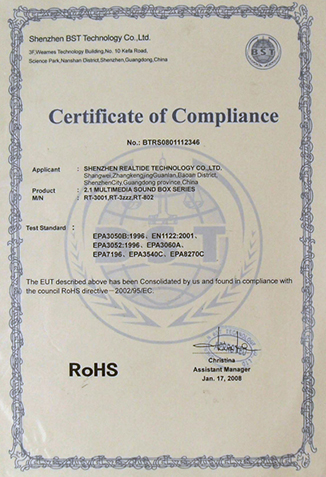 Shenzhen BST Technology Co.,Ltd.
3F,Weames Technology Building,No. 10 Kefa Road,
Science Park,Nanshan District,Shenzhen,Guangdong,China
BST
Certificate of Compliance
No.: BTRS0801112346
Applicant : SHENZHEN REALTIDE TECHNOLOGY CO.,LTD.
Shangwei,ZhangkengjingGuanlan,Baoan District,
ShenzhenCity,Guangdong province,China
Product : 2.1 MULTIMEDIA SOUND BOX SERIES
M/N : RT-3001,RT-3zzz,RT-802
Test Standard :
EPA3050B:1996、EN1122:2001、
EPA3052:1996、EPA3060A、
EPA7196、EPA3540C、EPA8270C
The EUT described above has been Consolidated by us and found in compliance with
the council RoHS directive－2002/95/EC.
RoHS
Christina
Assistant Manager
Jan. 17, 2008